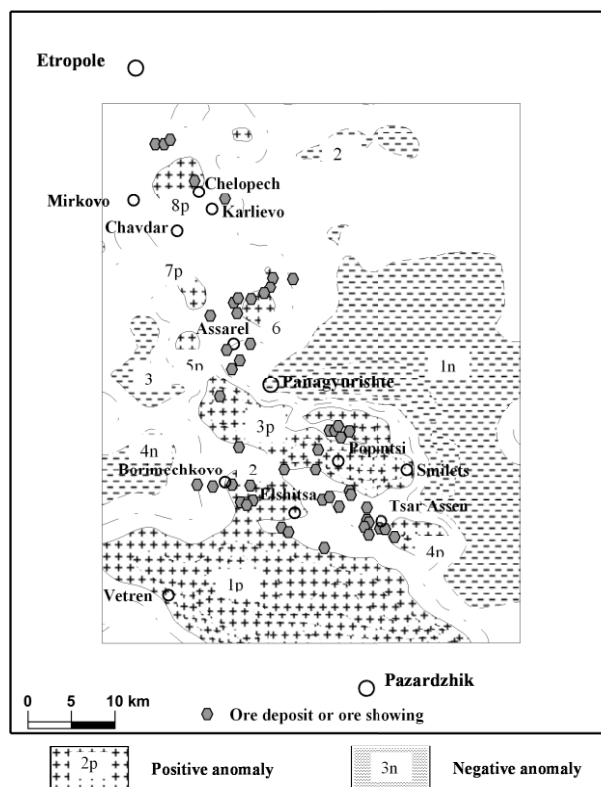 Etropole
2
Chelopech
Mirkovo
8p
Karlievo
Chavdar
7p
9
6
Assarel
5p
1n
3
Panagyurishte
3p
4n
Popintsi
Borimechkovo
2
Smilets
Elshitsa
Tsar Assen
4p
1p
Vetren
Pazardzhik
0 5 10 km
Ore deposit or ore showing
2p Positive anomaly 3n Negative anomaly